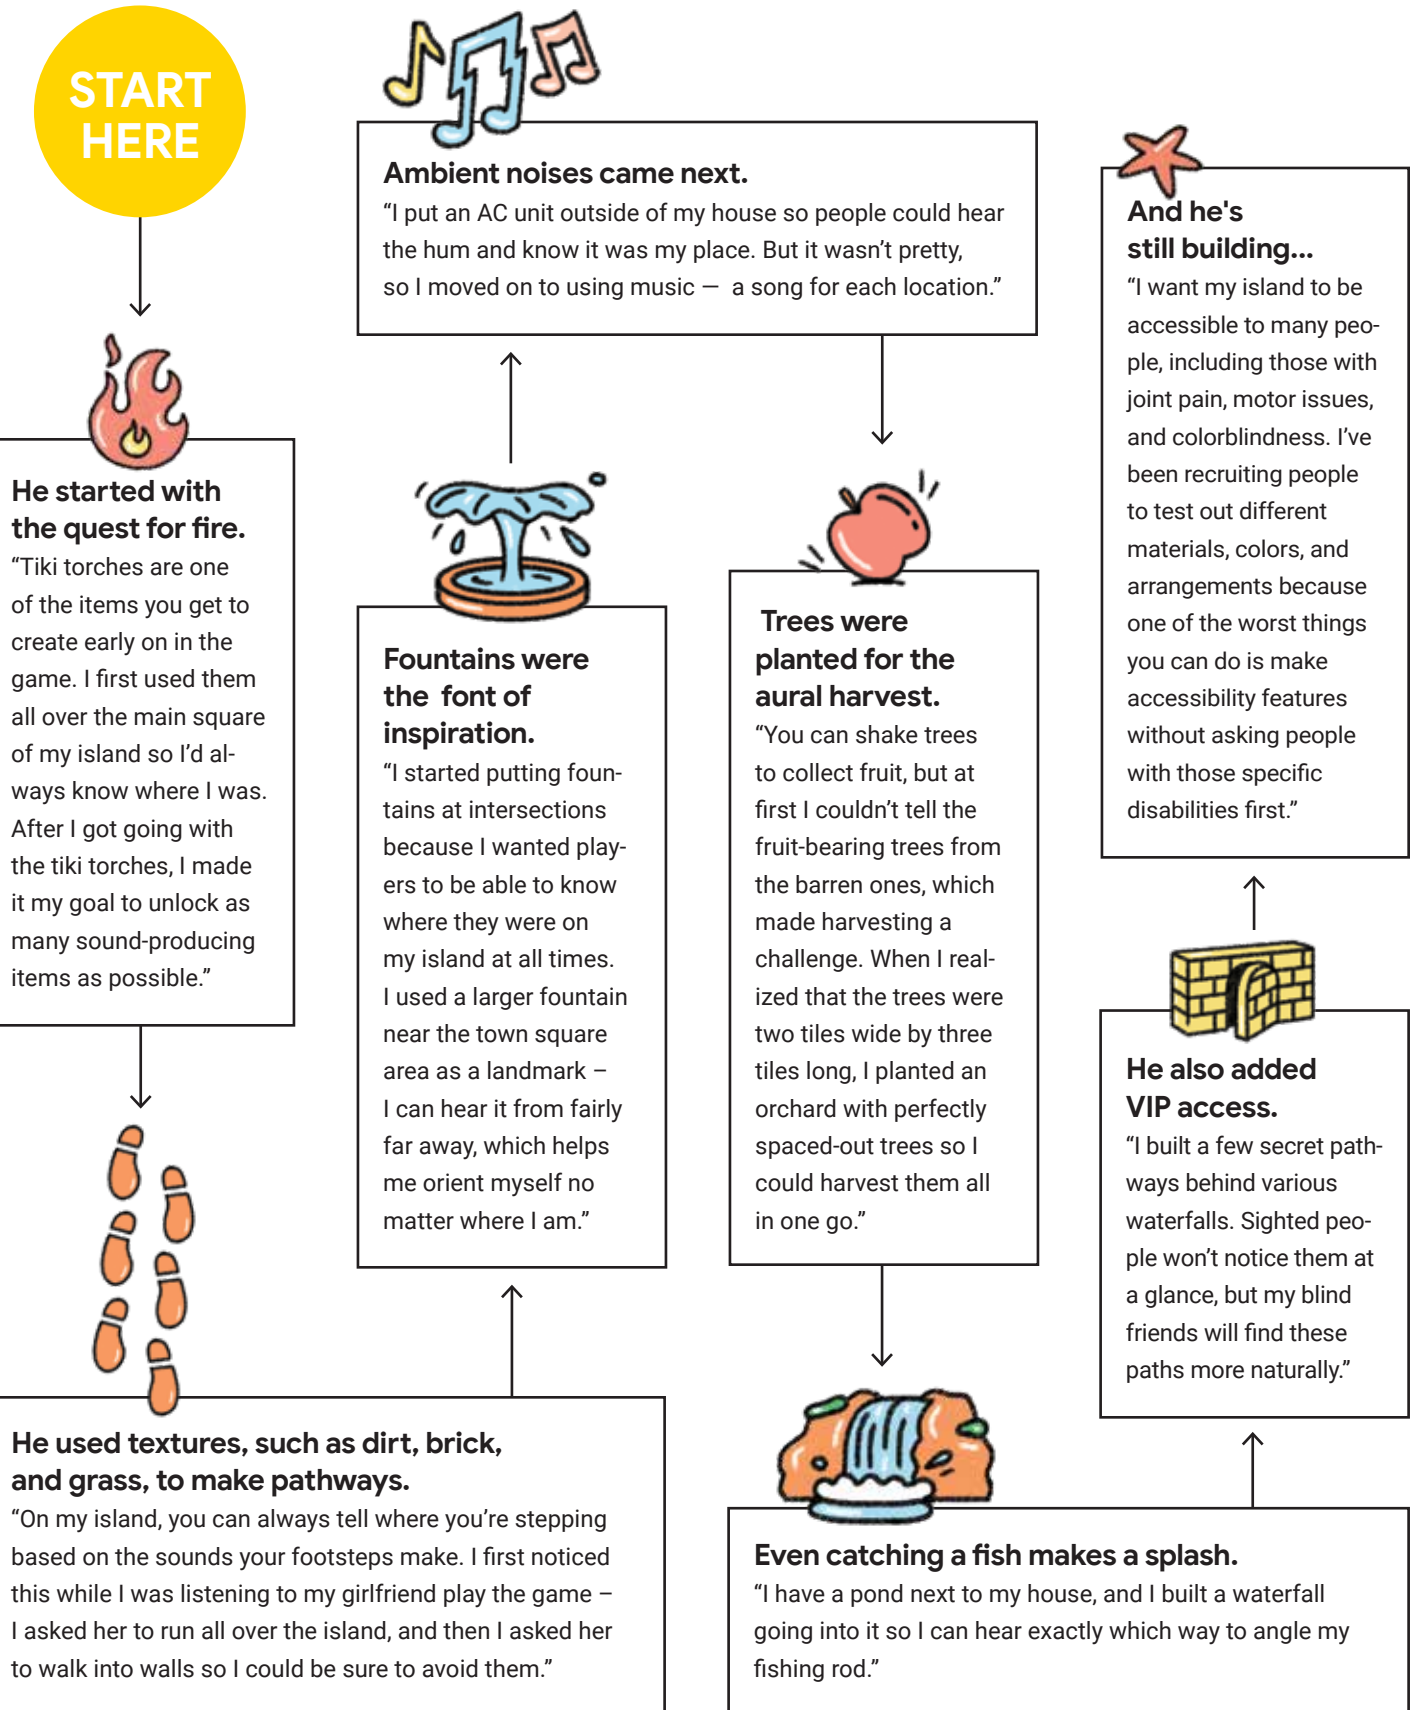 START
HERE
He started with
the quest for fire.
“Tiki torches are one
of the items you get to
create early on in the
game. I first used them
all over the main square
of my island so I’d al-
ways know where I was.
After I got going with
the tiki torches, I made
it my goal to unlock as
many sound-producing
items as possible.”
He used textures, such as dirt, brick,
and grass, to make pathways.
“On my island, you can always tell where you’re stepping
based on the sounds your footsteps make. I first noticed
this while I was listening to my girlfriend play the game –
I asked her to run all over the island, and then I asked her
to walk into walls so I could be sure to avoid them.”
Fountains were
the font of
inspiration.
“I started putting foun-
tains at intersections
because I wanted play-
ers to be able to know
where they were on
my island at all times.
I used a larger fountain
near the town square
area as a landmark –
I can hear it from fairly
far away, which helps
me orient myself no
matter where I am.”
Ambient noises came next.
“I put an AC unit outside of my house so people could hear
the hum and know it was my place. But it wasn’t pretty,
so I moved on to using music — a song for each location.”
Trees were
planted for the
aural harvest.
“You can shake trees
to collect fruit, but at
first I couldn’t tell the
fruit-bearing trees from
the barren ones, which
made harvesting a
challenge. When I real-
ized that the trees were
two tiles wide by three
tiles long, I planted an
orchard with perfectly
spaced-out trees so I
could harvest them all
in one go.”
Even catching a fish makes a splash.
“I have a pond next to my house, and I built a waterfall
going into it so I can hear exactly which way to angle my
fishing rod.”
He also added
VIP access.
“I built a few secret path-
ways behind various
waterfalls. Sighted peo-
ple won’t notice them at
a glance, but my blind
friends will find these
paths more naturally.”
And he's
still building...
“I want my island to be
accessible to many peo-
ple, including those with
joint pain, motor issues,
and colorblindness. I’ve
been recruiting people
to test out different
materials, colors, and
arrangements because
one of the worst things
you can do is make
accessibility features
without asking people
with those specific
disabilities first.”